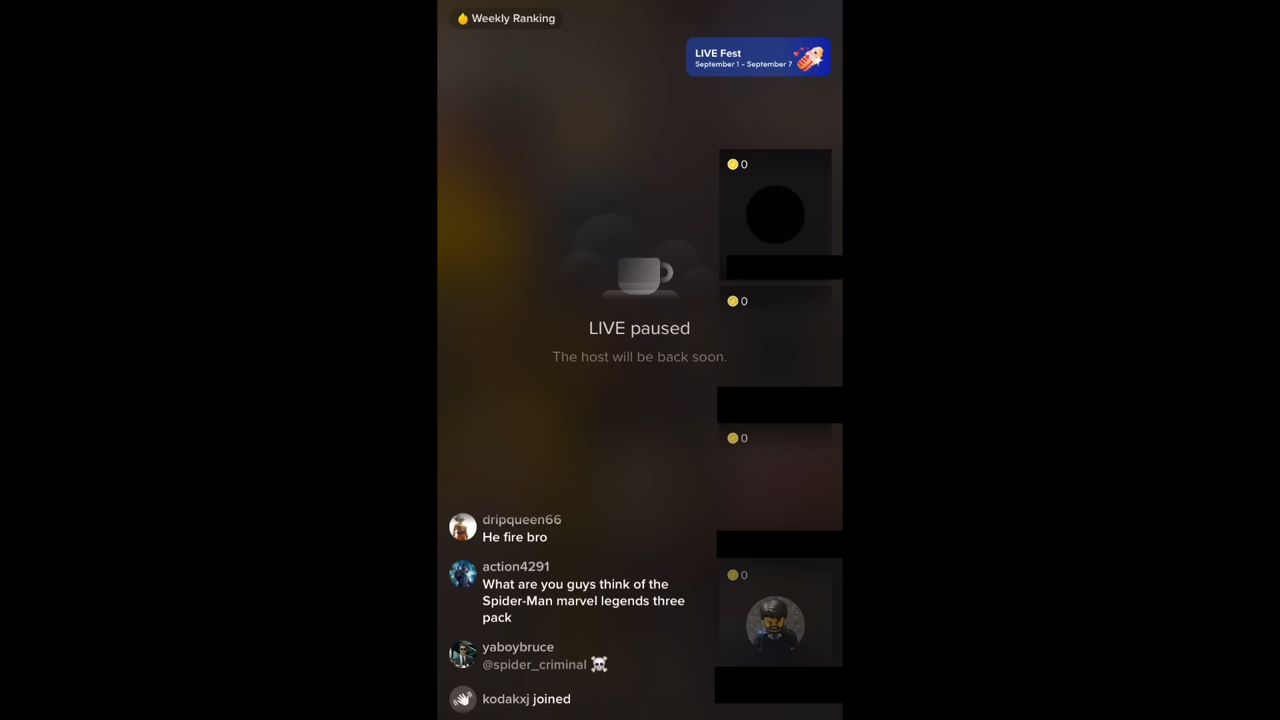 Weekly Ranking
LIVE Fest
September 1 - September 7
0
0
LIVE paused
The host will be back soon.
0
dripqueen66
He fire bro
action4291
What are you guys think of the
Spider-Man marvel legends three
pack
0
yaboybruce
@spider_criminal ☠️
kodakxj joined